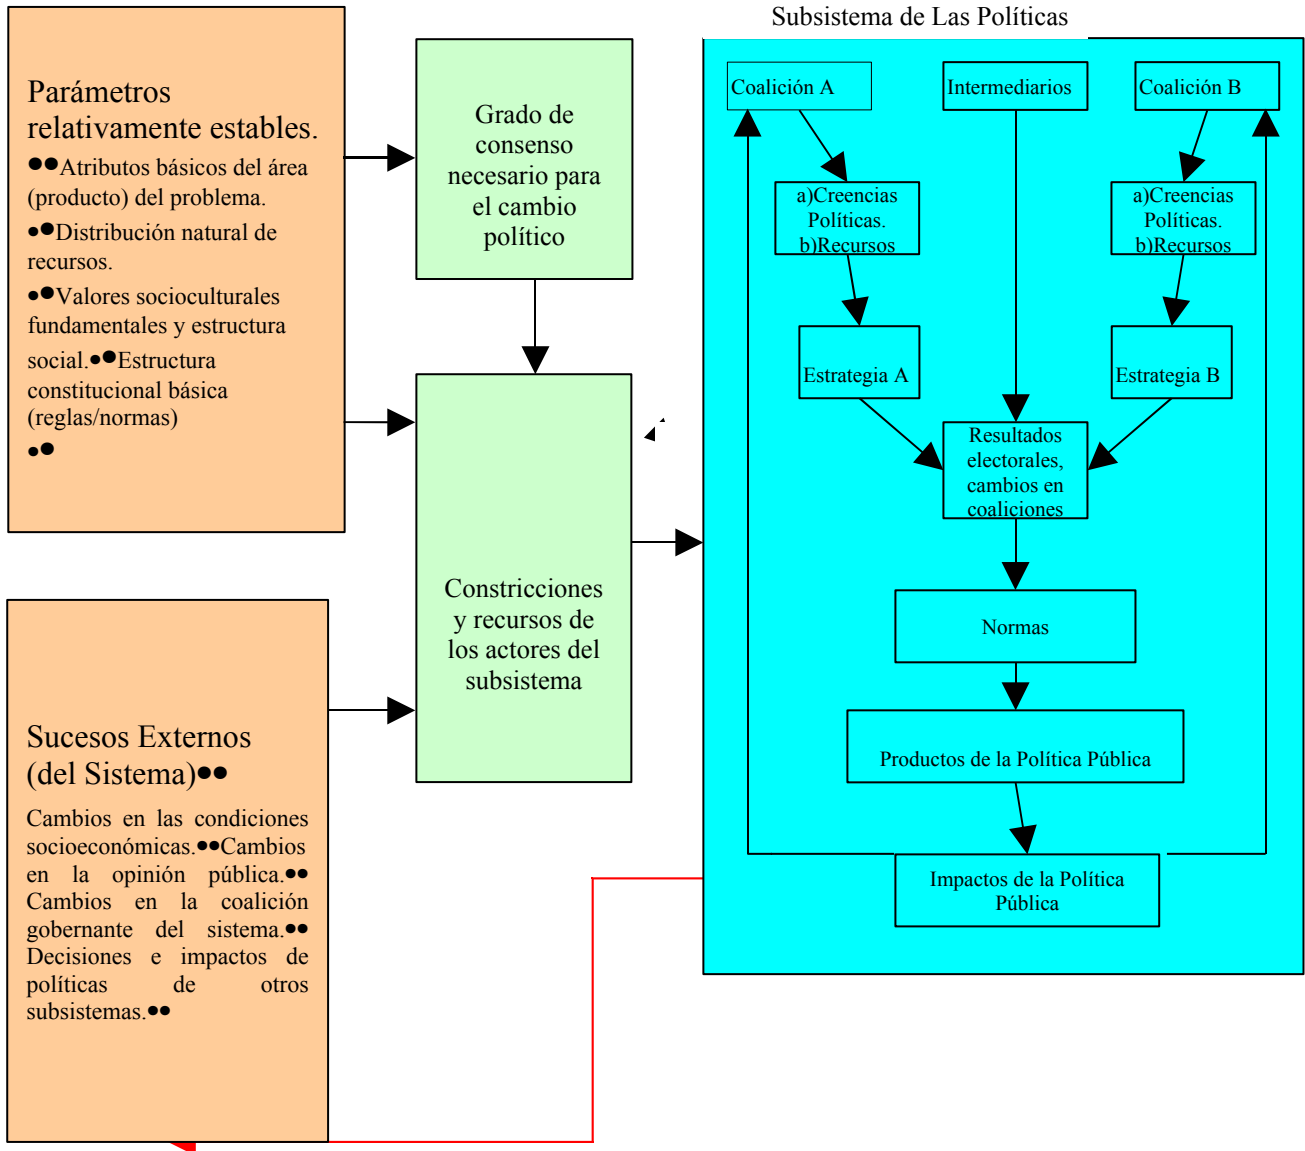 Subsistema de Las Políticas
Parámetros
relativamente estables.
●●Atributos básicos del área
(producto) del problema.
●●Distribución natural de
recursos.
●●Valores socioculturales
fundamentales y estructura
social.●●Estructura
constitucional básica
(reglas/normas)
●●
Grado de
consenso
necesario para
el cambio
político
Constricciones
y recursos de
los actores del
subsistema
Sucesos Externos
(del Sistema)●●
Cambios en las condiciones
socioeconómicas.●●Cambios
en la opinión pública.●●
Cambios en la coalición
gobernante del sistema.●●
Decisiones e impactos de
políticas de otros
subsistemas.●●
Coalición A
Intermediarios
Coalición B
a)Creencias
Políticas.
b)Recursos
a)Creencias
Políticas.
b)Recursos
Estrategia A
Estrategia B
Resultados
electorales,
cambios en
coaliciones
Normas
Productos de la Política Pública
Impactos de la Política
Pública